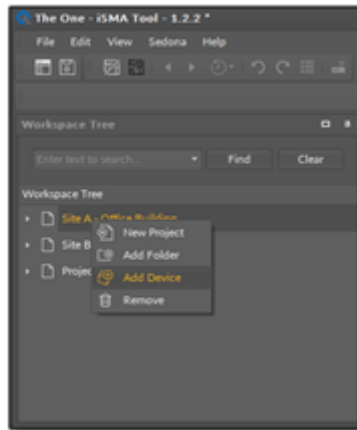 The One - iSMA Tool - 1.2.2 *
File Edit View Sedona Help
Workspace Tree
Enter text to search... Find Clear
Workspace Tree
Site A - Office Building
New Project
Site B
Add Folder
Projec
Add Device
Remove